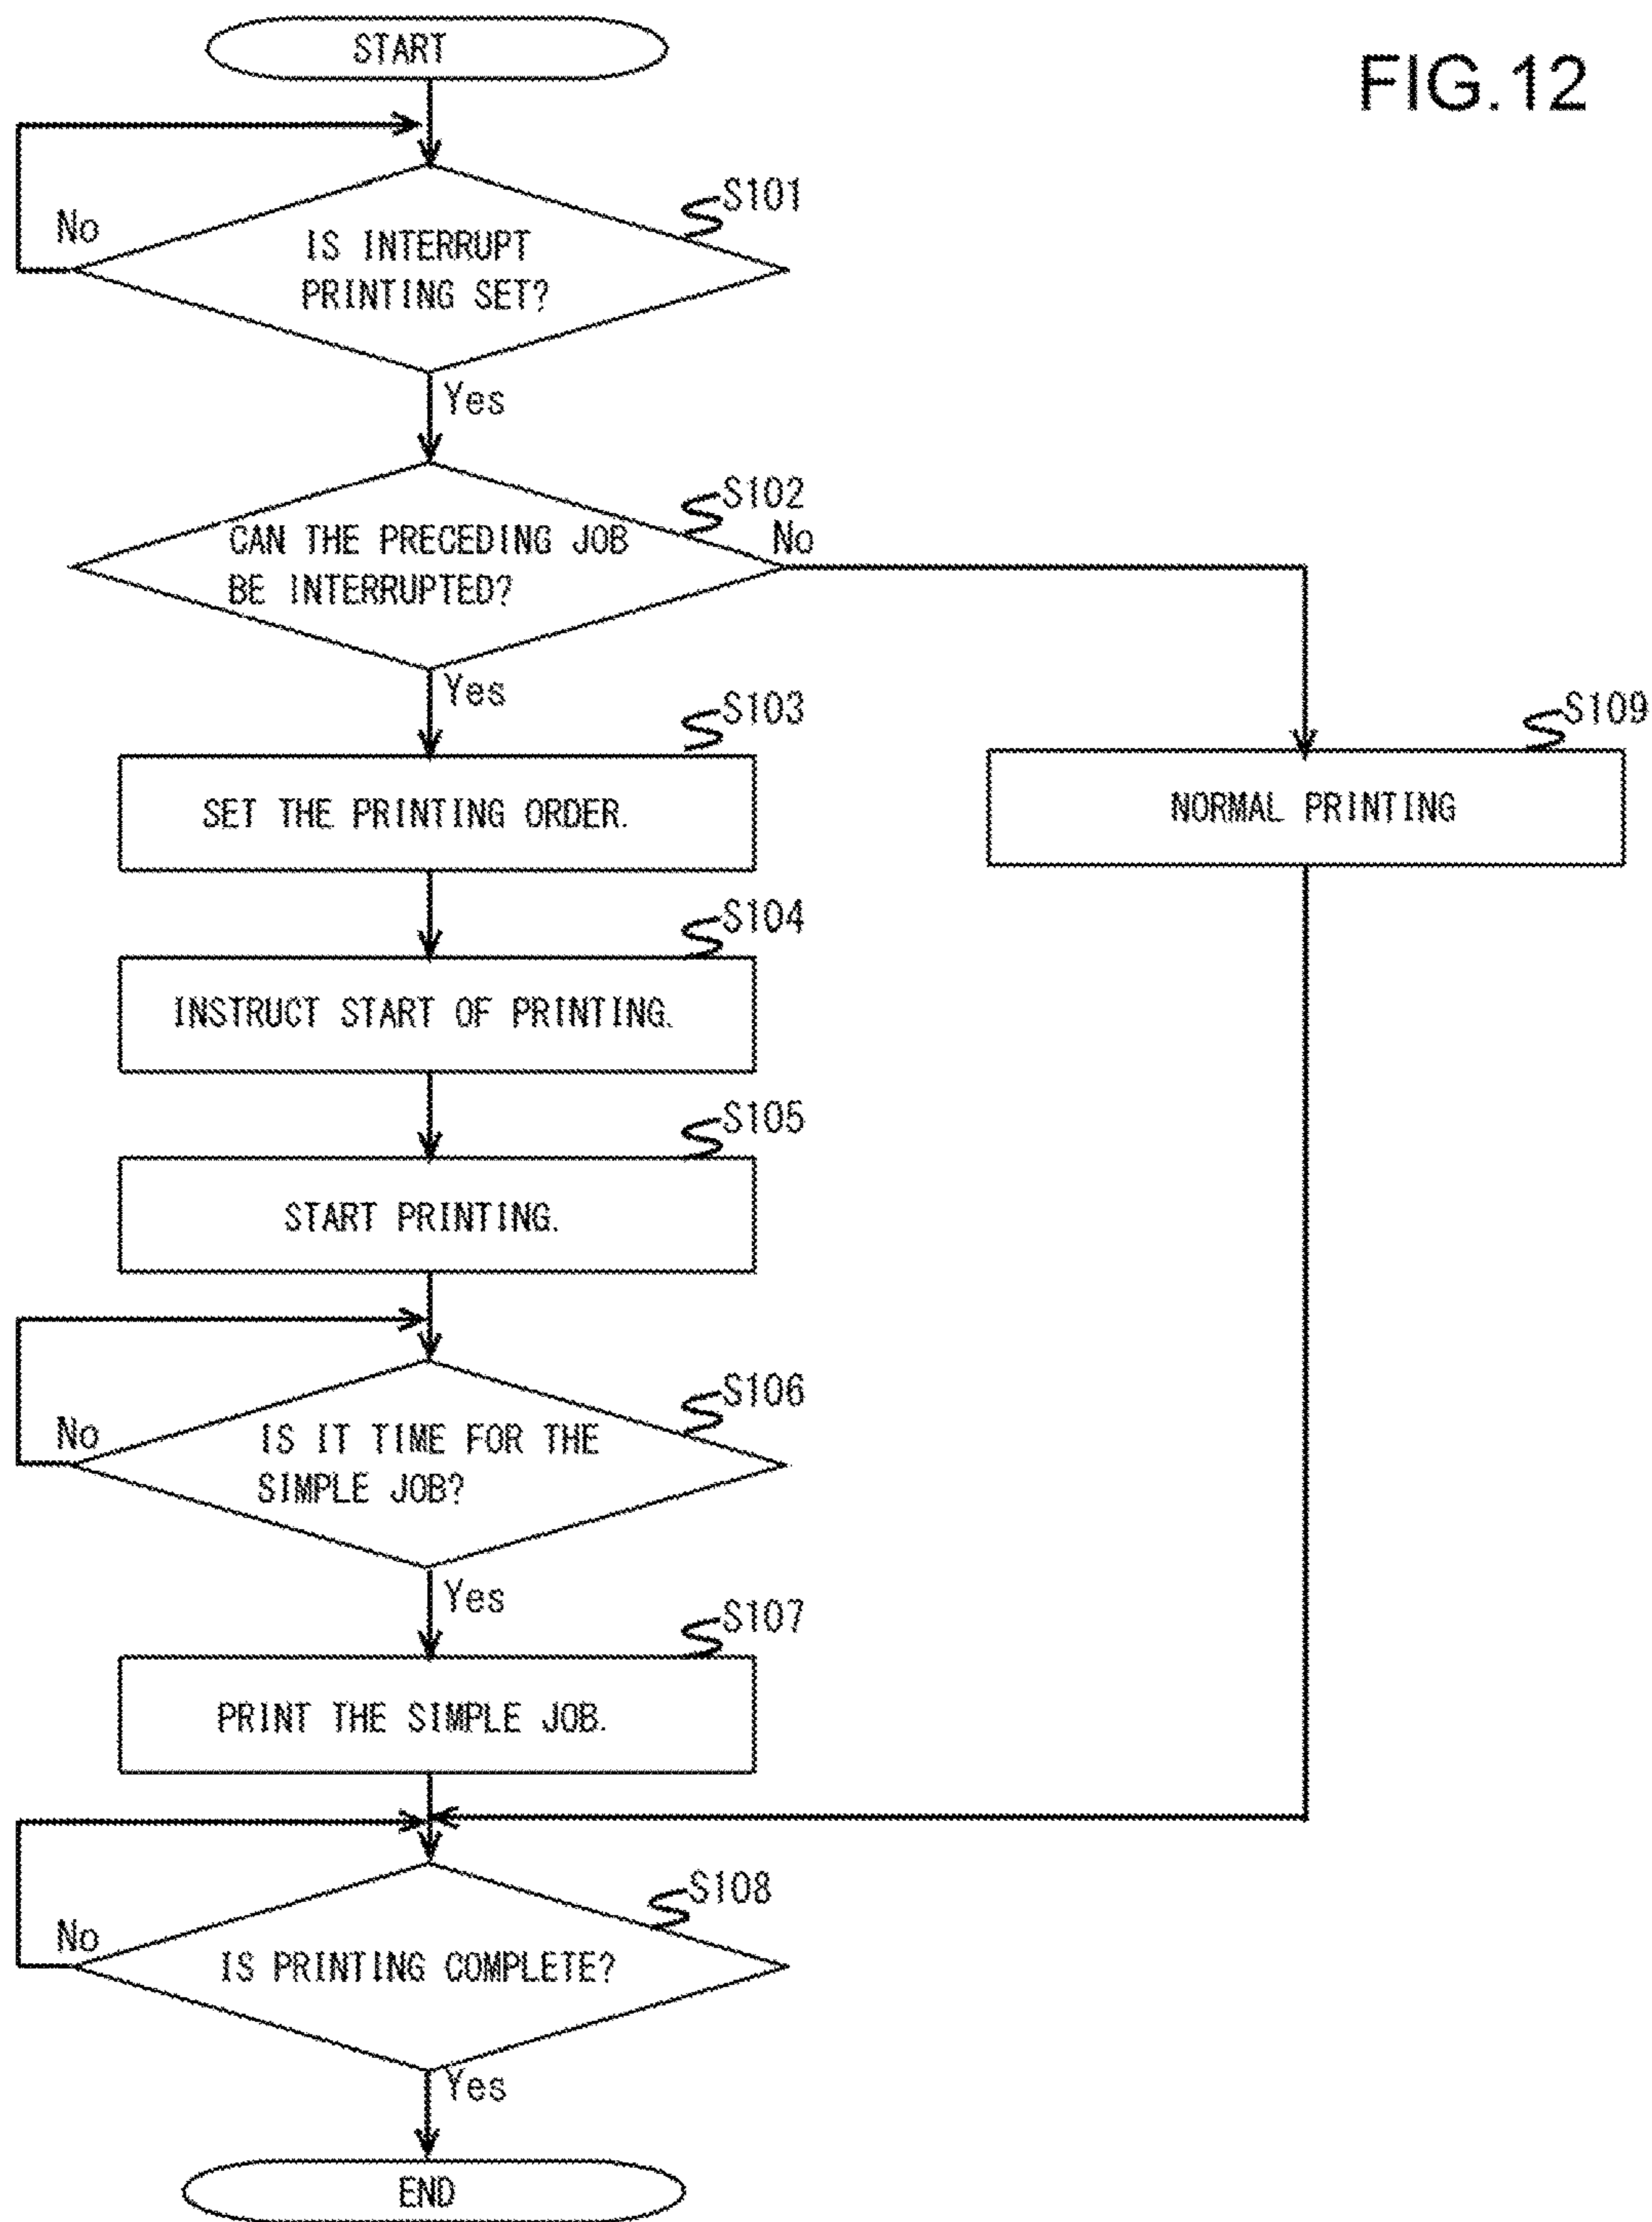 START
FIG.12
S101
No
IS INTERRUPT
PRINTING SET?
Yes
S102
No
CAN THE PRECEDING JOB
BE INTERRUPTED?
Yes
S103
SET THE PRINTING ORDER.
S109
NORMAL PRINTING
S104
INSTRUCT START OF PRINTING.
S105
START PRINTING.
S106
No
IS IT TIME FOR THE
SIMPLE JOB?
Yes
S107
PRINT THE SIMPLE JOB.
S108
No
IS PRINTING COMPLETE?
Yes
END